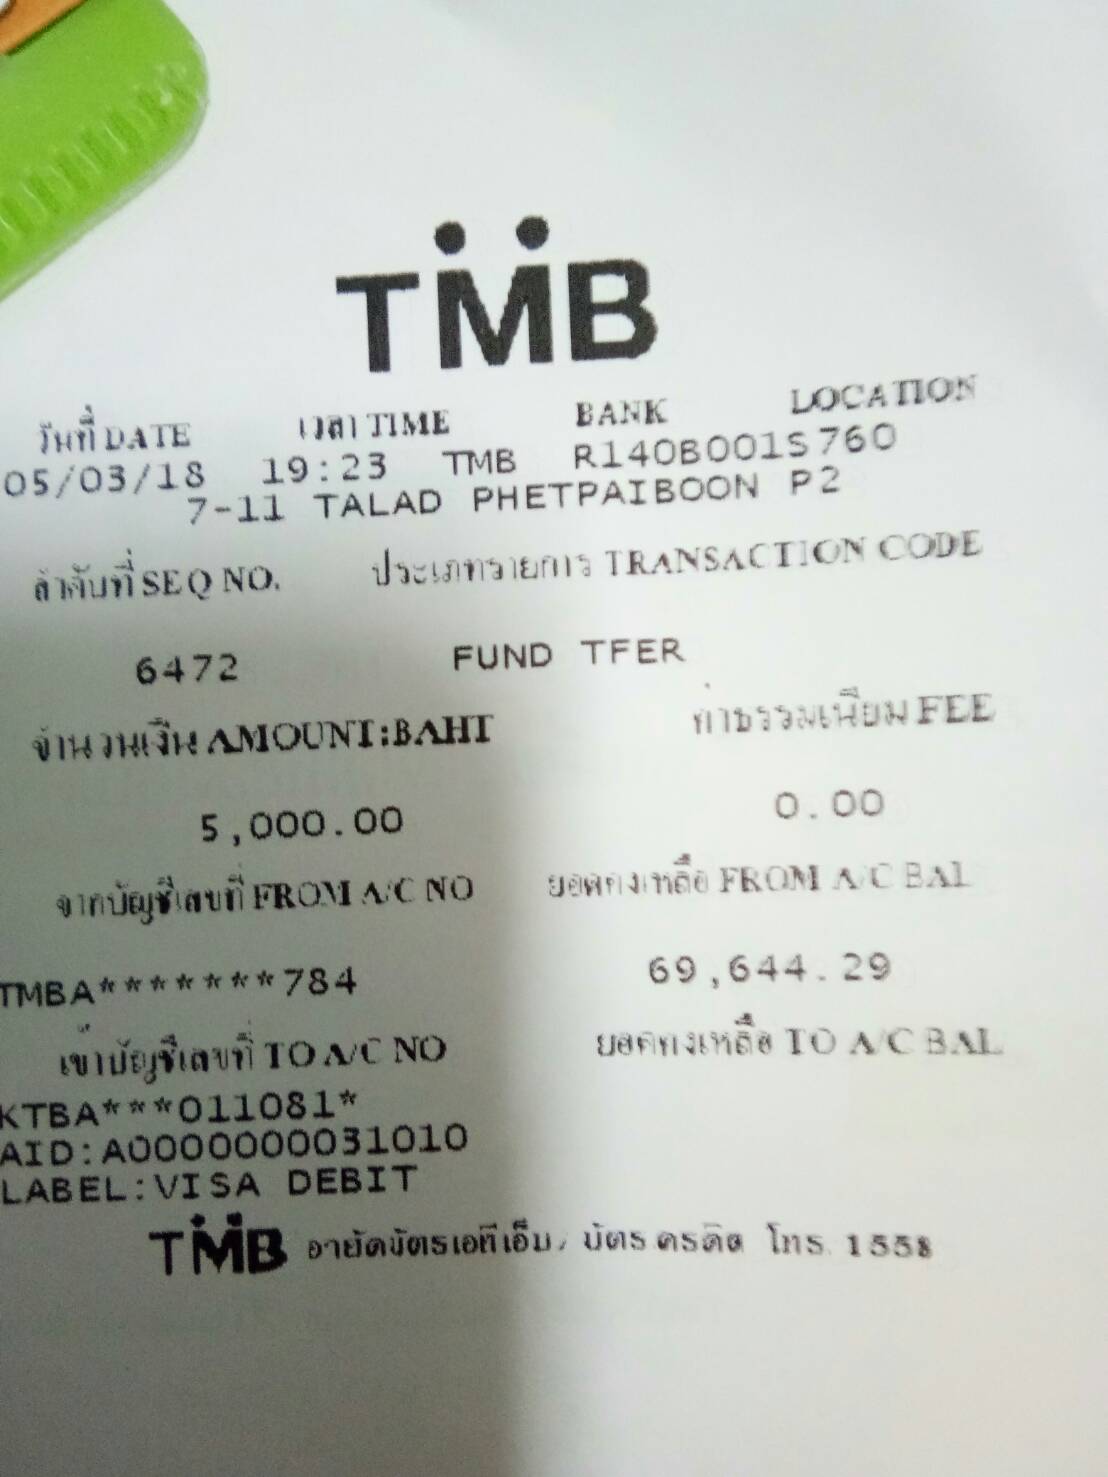 TMB
วันที่ DATE เวลา TIME BANK LOCATION
05/03/18 19:23 TMB R140B001S760
7-11 TALAD PHETPAIBOON P2
ลำดับที่ SEQ NO. ประเภทรายการ TRANSACTION CODE
6472 FUND TFER
จำนวนเงิน AMOUNT:BAHT ค่าธรรมเนียม FEE
5,000.00 0.00
จากบัญชีเลขที่ FROM A/C NO ยอดคงเหลือ FROM A/C BAL
TMBA*******784 69,644.29
เข้าบัญชีเลขที่ TO A/C NO ยอดคงเหลือ TO A/C BAL
KTBA***011081*
AID:A0000000031010
LABEL:VISA DEBIT
TMB อายัดบัตรเอทีเอ็ม, บัตรเครดิต โทร. 1558